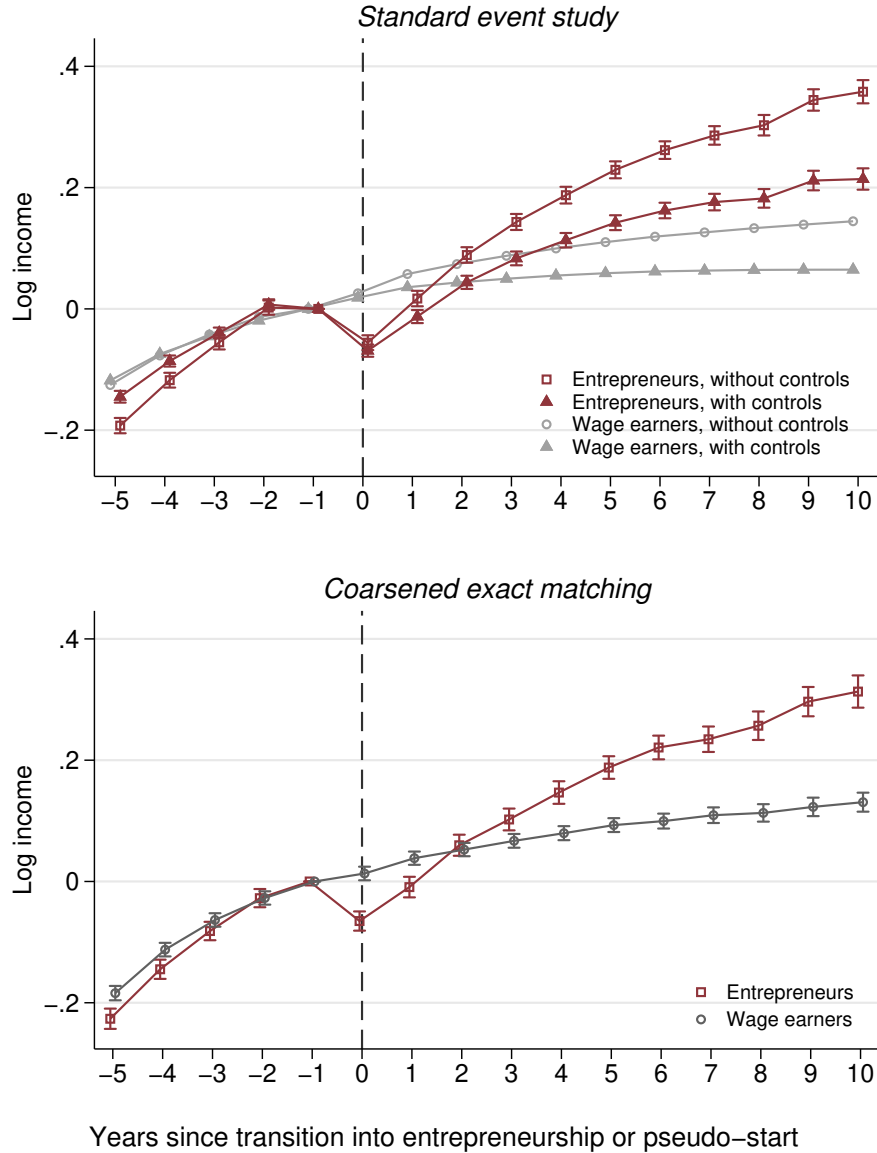 Standard event study
.4
.2
0
−.2
Log income
Entrepreneurs, without controls
Entrepreneurs, with controls
Wage earners, without controls
Wage earners, with controls
−5 −4 −3 −2 −1 0 1 2 3 4 5 6 7 8 9 10
Coarsened exact matching
.4
.2
0
−.2
Log income
Entrepreneurs
Wage earners
−5 −4 −3 −2 −1 0 1 2 3 4 5 6 7 8 9 10
Years since transition into entrepreneurship or pseudo−start